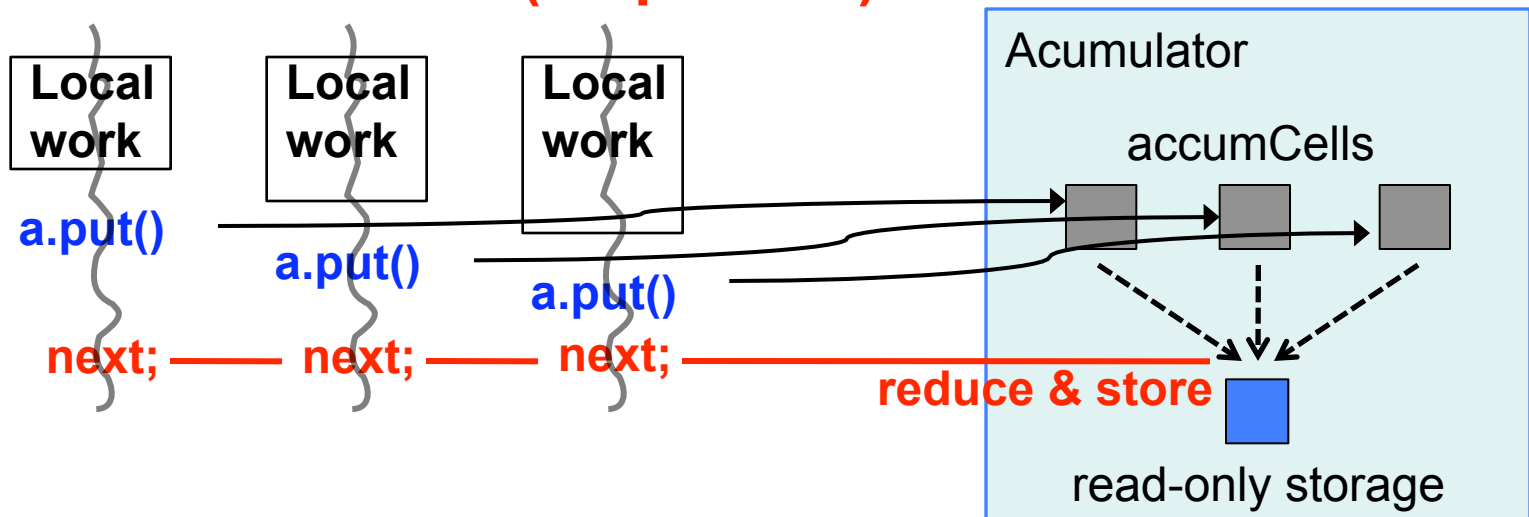 Local
work
a.put()
next;
Local
work
a.put()
next;
Local
work
a.put()
next;
reduce & store
Acumulator
accumCells
read-only storage